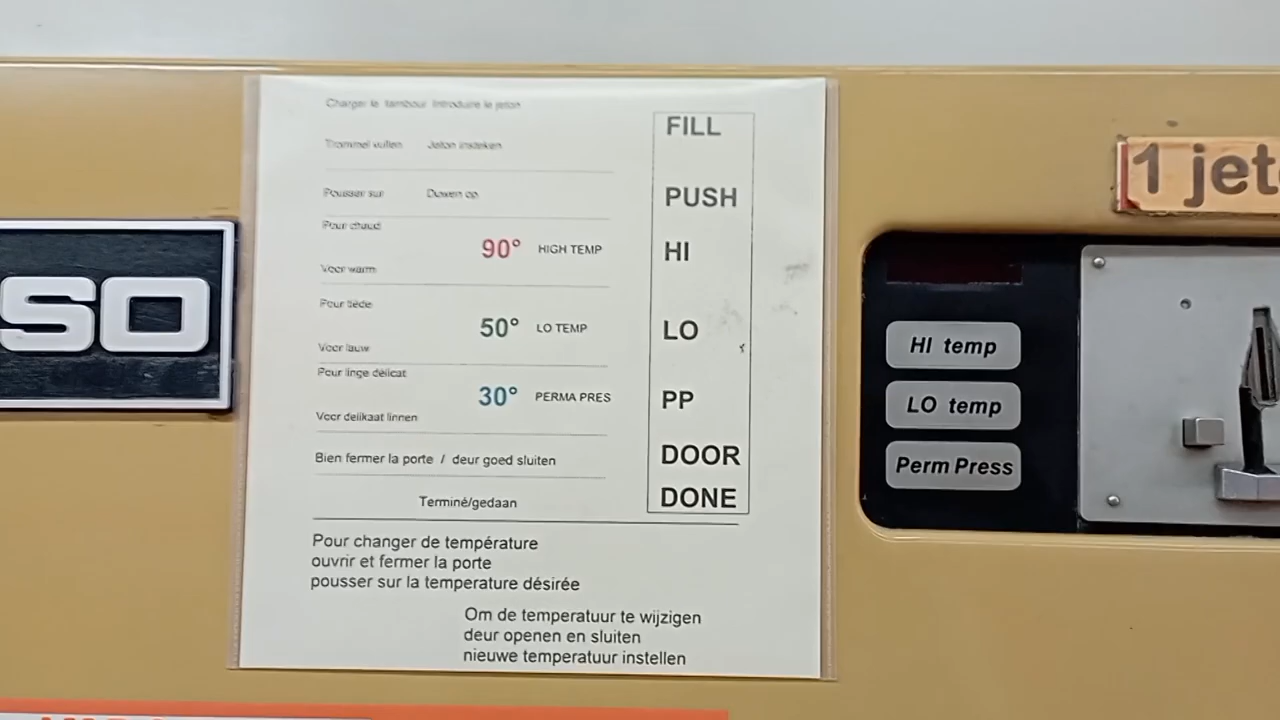 Charger le tambour Introduire le jeton
FILL
Trommel vullen Jeton insteken
Pousser sur Duwen op PUSH
Pour chaud
90° HIGH TEMP HI
Voor warm
Pour tiède
50° LO TEMP LO
Voor lauw
Pour linge délicat
30° PERMA PRES PP
Voor delikaat linnen
Bien fermer la porte / deur goed sluiten DOOR
Terminé/gedaan DONE
Pour changer de température
ouvrir et fermer la porte
pousser sur la temperature désirée
Om de temperatuur te wijzigen
deur openen en sluiten
nieuwe temperatuur instellen
SO
1 jet
HI temp
LO temp
Perm Press